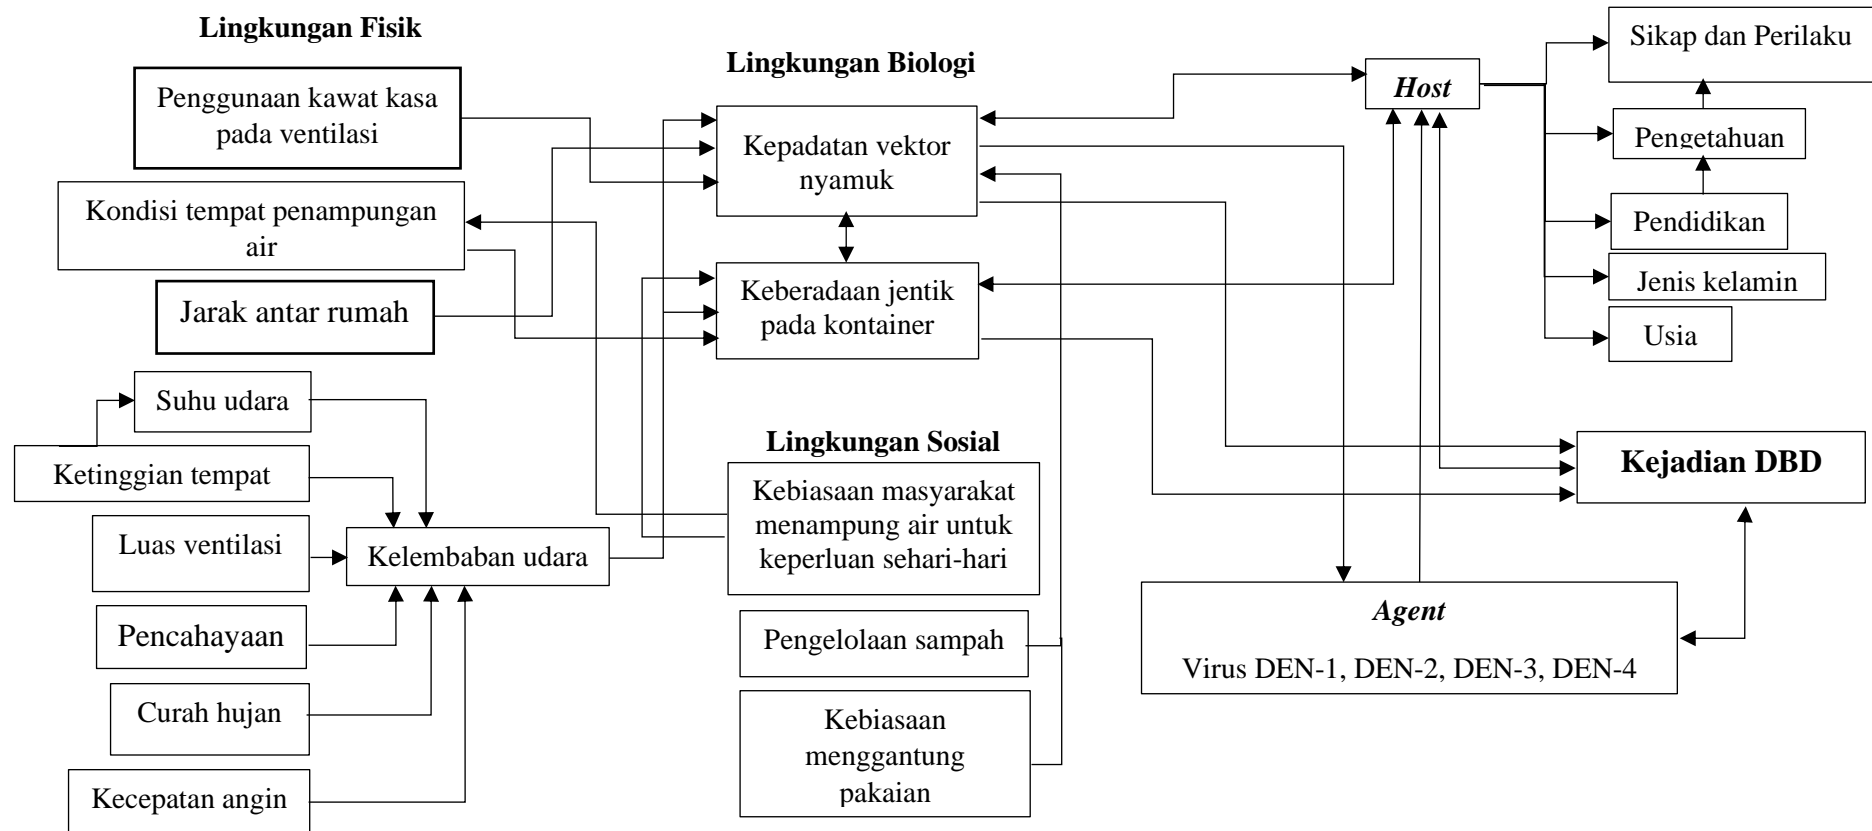 Lingkungan Fisik
Penggunaan kawat kasa
pada ventilasi
Kondisi tempat penampungan
air
Jarak antar rumah
Suhu udara
Ketinggian tempat
Luas ventilasi
Kelembaban udara
Pencahayaan
Curah hujan
Kecepatan angin
Lingkungan Biologi
Kepadatan vektor
nyamuk
Keberadaan jentik
pada kontainer
Lingkungan Sosial
Kebiasaan masyarakat
menampung air untuk
keperluan sehari-hari
Pengelolaan sampah
Kebiasaan
menggantung
pakaian
Host
Sikap dan Perilaku
Pengetahuan
Pendidikan
Jenis kelamin
Usia
Kejadian DBD
Agent
Virus DEN-1, DEN-2, DEN-3, DEN-4